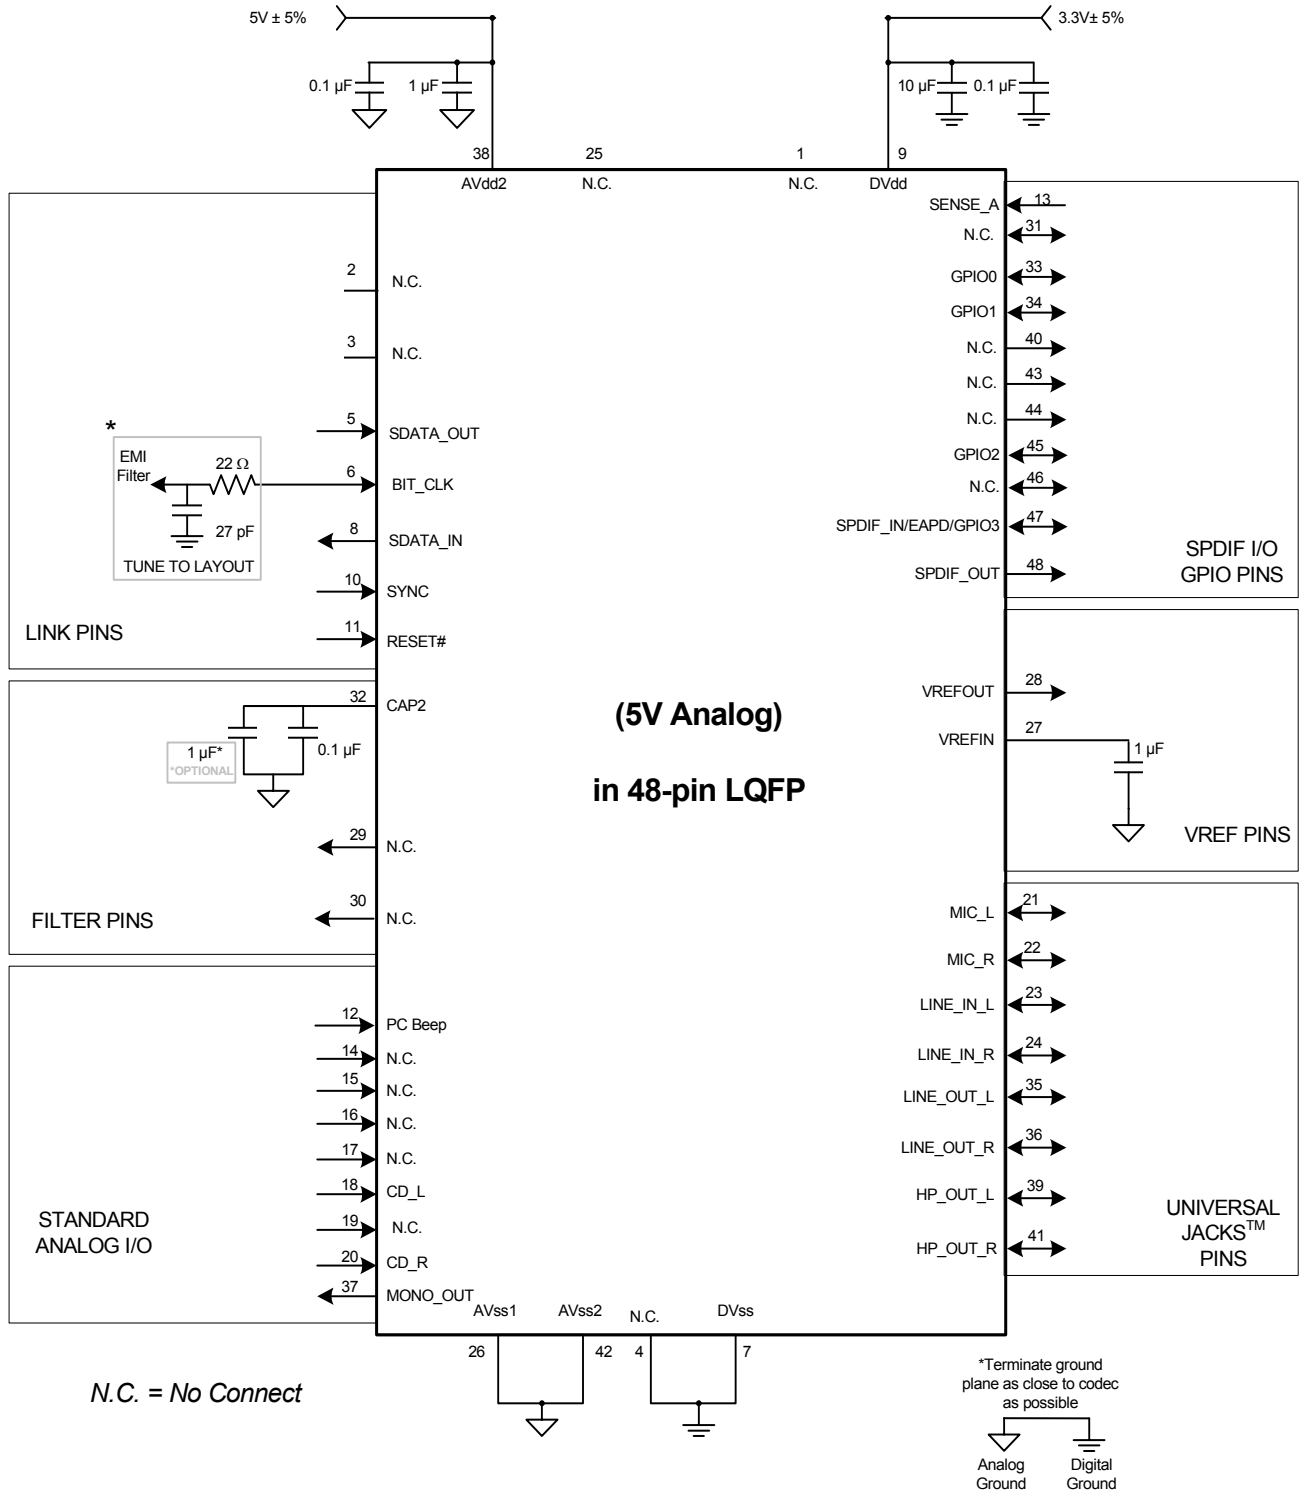 5V ± 5%
3.3V± 5%
0.1 µF
1 µF
10 µF
0.1 µF
38
25
1
9
AVdd2
N.C.
N.C.
DVdd
2
N.C.
3
N.C.
5
SDATA_OUT
*
EMI
Filter
22 Ω
27 pF
TUNE TO LAYOUT
6
BIT_CLK
8
SDATA_IN
10
SYNC
11
RESET#
LINK PINS
32
CAP2
1 µF*
*OPTIONAL
0.1 µF
29
N.C.
30
N.C.
FILTER PINS
12
PC Beep
14
N.C.
15
N.C.
16
N.C.
17
N.C.
18
CD_L
19
N.C.
20
CD_R
37
MONO_OUT
STANDARD
ANALOG I/O
(5V Analog)
in 48-pin LQFP
SENSE_A
13
N.C.
31
GPIO0
33
GPIO1
34
N.C.
40
N.C.
43
N.C.
44
GPIO2
45
N.C.
46
SPDIF_IN/EAPD/GPIO3
47
SPDIF_OUT
48
SPDIF I/O
GPIO PINS
VREFOUT
28
VREFIN
27
1 µF
VREF PINS
MIC_L
21
MIC_R
22
LINE_IN_L
23
LINE_IN_R
24
LINE_OUT_L
35
LINE_OUT_R
36
HP_OUT_L
39
HP_OUT_R
41
UNIVERSAL
JACKS™
PINS
AVss1
AVss2
N.C.
DVss
26
42
4
7
N.C. = No Connect
*Terminate ground
plane as close to codec
as possible
Analog
Ground
Digital
Ground